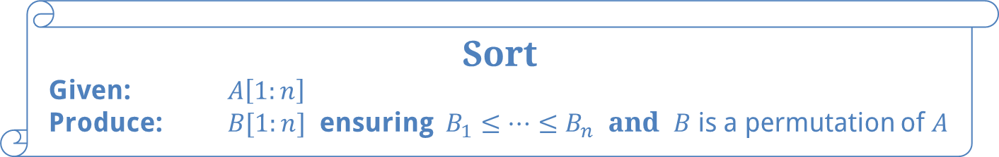 Sort
Given: A[1: n]
Produce: B[1: n] ensuring B₁ ≤ ⋯ ≤ Bₙ and B is a permutation of A